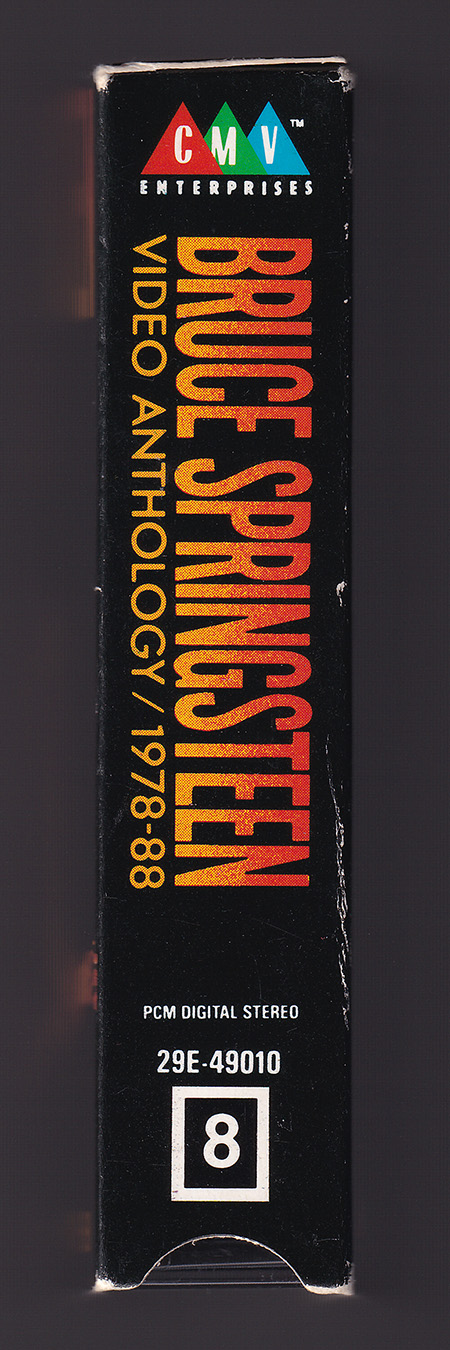 CMV™
ENTERPRISES
BRUCE SPRINGSTEEN
VIDEO ANTHOLOGY / 1978-88
PCM DIGITAL STEREO
29E-49010
8